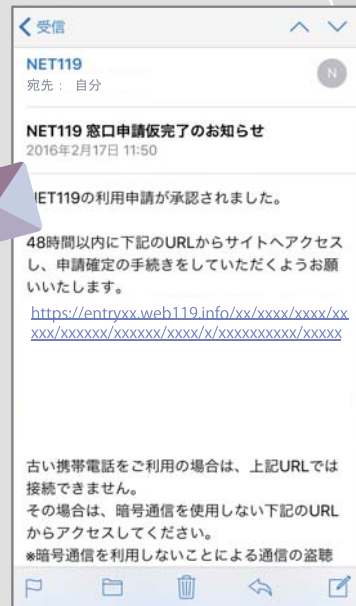 受信
NET119
N
宛先： 自分
NET119 窓口申請仮完了のお知らせ
2016年2月17日 11:50
ET119の利用申請が承認されました。
48時間以内に下記のURLからサイトへアクセス
し、申請確定の手続きをしていただくようお願
いいたします。
https://entryxx.web119.info/xx/xxxx/xxxx/xx
xxx/xxxxxx/xxxxxx/xxxx/x/xxxxxxxxxx/xxxxx
古い携帯電話をご利用の場合は、上記URLでは
接続できません。
その場合は、暗号通信を使用しない下記のURL
からアクセスしてください。
※暗号通信を利用しないことによる通信の盗聴